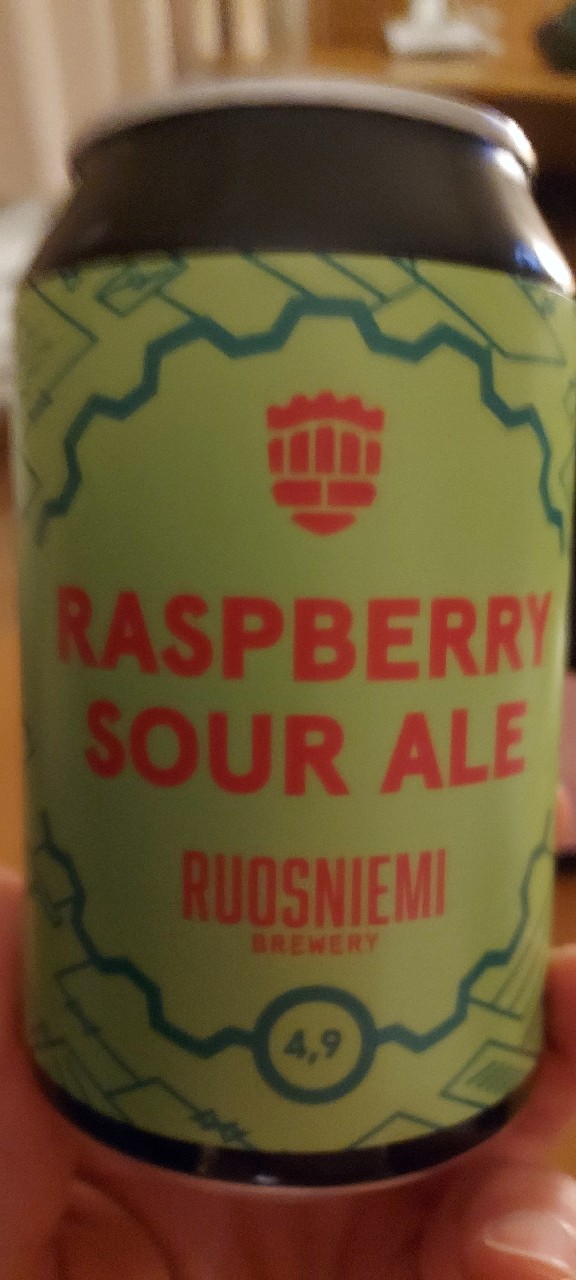 RASPBERRY
SOUR ALE
RUOSNIEMI
BREWERY
4,9